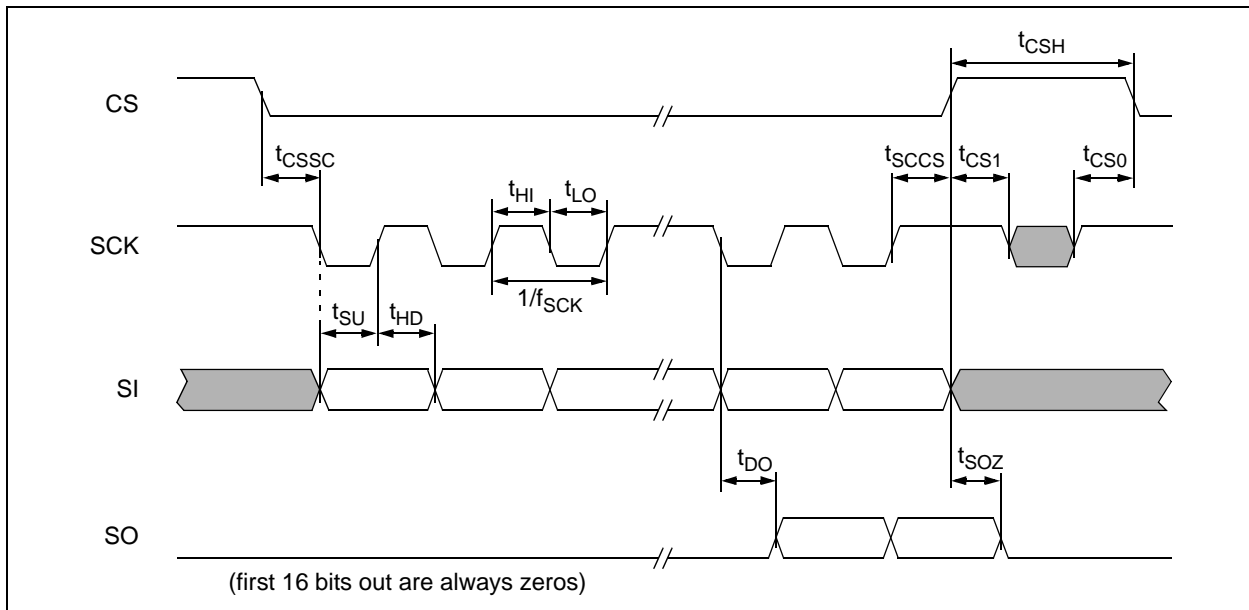 tCSH
CS
tCSSC
tSCCS tCS1 tCS0
tHI tLO
SCK
1/fSCK
tSU tHD
SI
tDO tSOZ
SO
(first 16 bits out are always zeros)